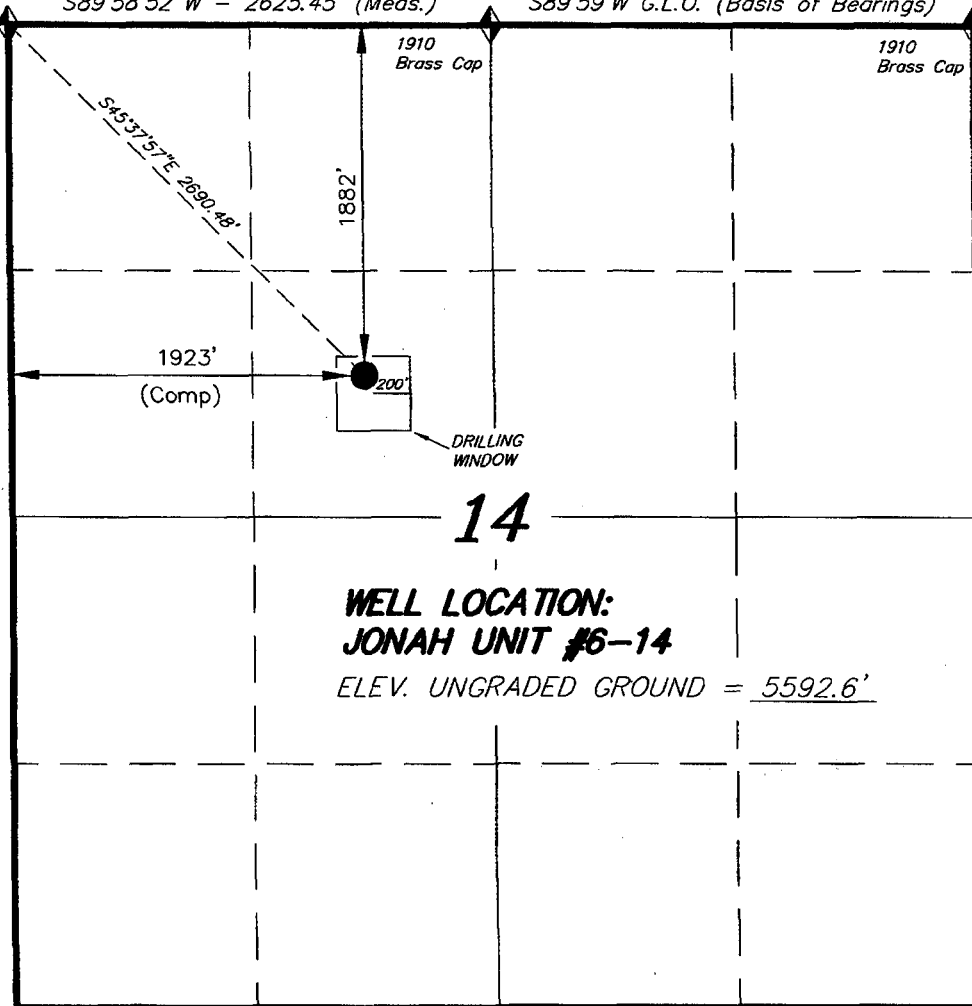 S89°58'52"W - 2625.45' (Meas.)
S89°59'W G.L.O. (Basis of Bearings)
1910
Brass Cap
1910
Brass Cap
S45°37'57"E 2690.48'
1882'
1923'
(Comp)
200'
DRILLING
WINDOW
14
WELL LOCATION:
JONAH UNIT #6-14
ELEV. UNGRADED GROUND = 5592.6'